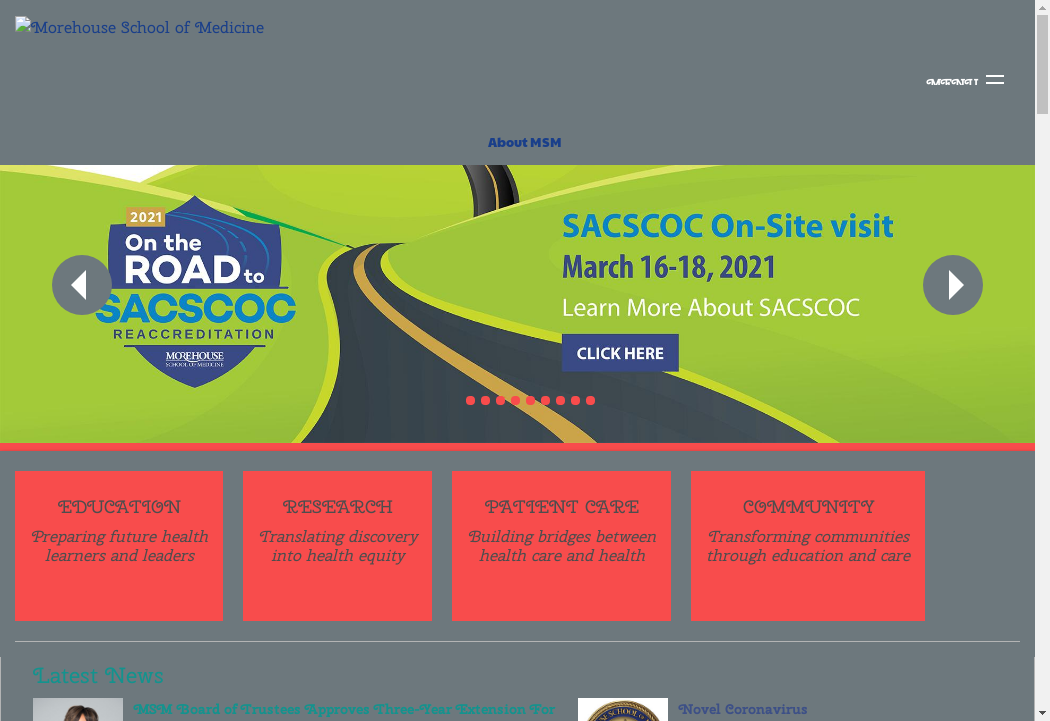 Morehouse School of Medicine
About MSM
2021
On the
ROAD to
SACSCOC
REACCREDITATION
MOREHOUSE
SCHOOL OF MEDICINE
SACSCOC On-Site visit
March 16-18, 2021
Learn More About SACSCOC
CLICK HERE
EDUCATION
Preparing future health
learners and leaders
RESEARCH
Translating discovery
into health equity
PATIENT CARE
Building bridges between
health care and health
COMMUNITY
Transforming communities
through education and care
Latest News
MSM Board of Trustees Approves Three-Year Extension For
Novel Coronavirus